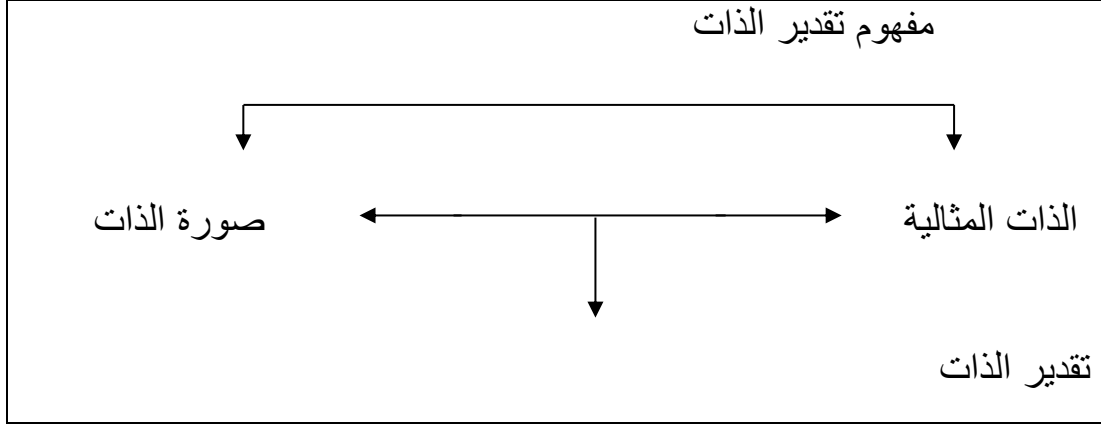 مفهوم تقدير الذات
الذات المثالية
صورة الذات
تقدير الذات